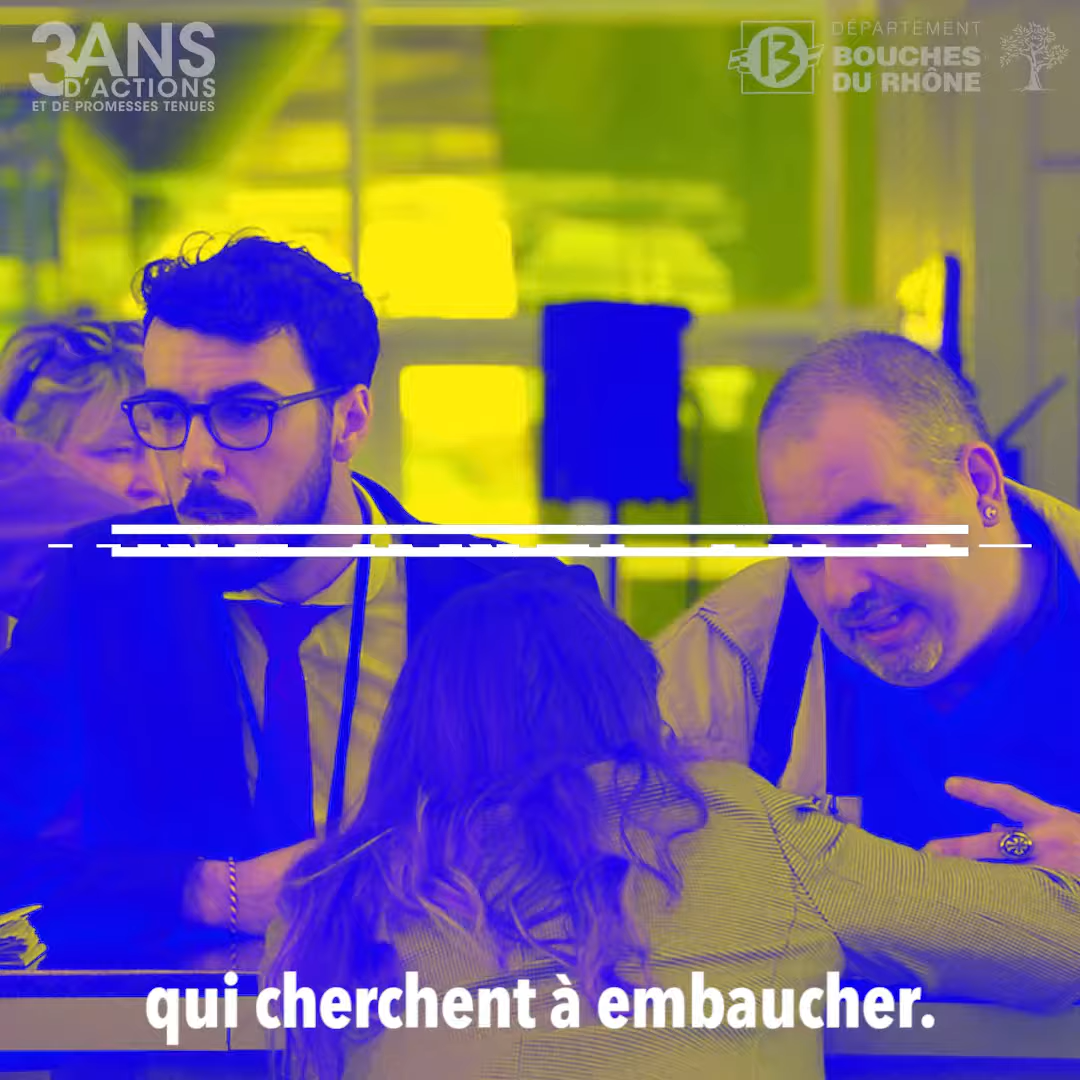 3ANS
D'ACTIONS
ET DE PROMESSES TENUES
13
DÉPARTEMENT
BOUCHES
DU RHÔNE
qui cherchent à embaucher.